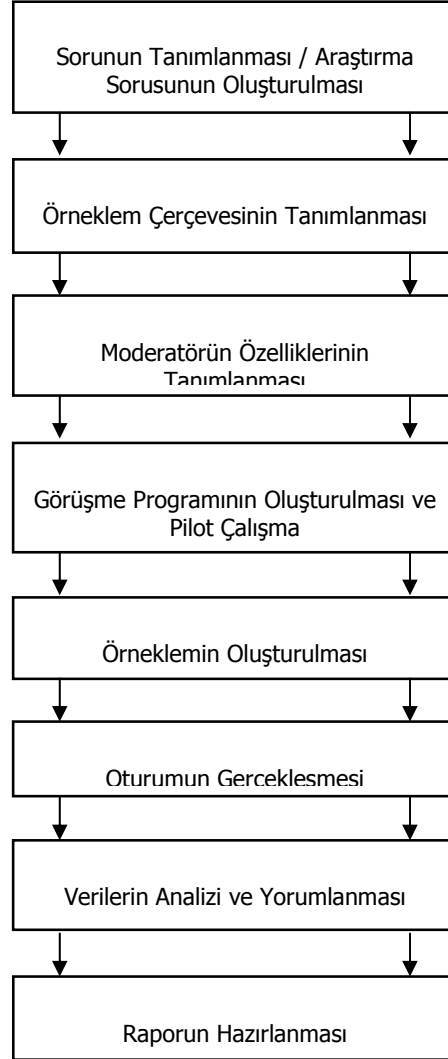 Sorunun Tanımlanması / Araştırma
Sorusunun Oluşturulması
Örneklem Çerçevesinin Tanımlanması
Moderatörün Özelliklerinin
Tanımlanması
Görüşme Programının Oluşturulması ve
Pilot Çalışma
Örneklemin Oluşturulması
Oturumun Gerçekleşmesi
Verilerin Analizi ve Yorumlanması
Raporun Hazırlanması